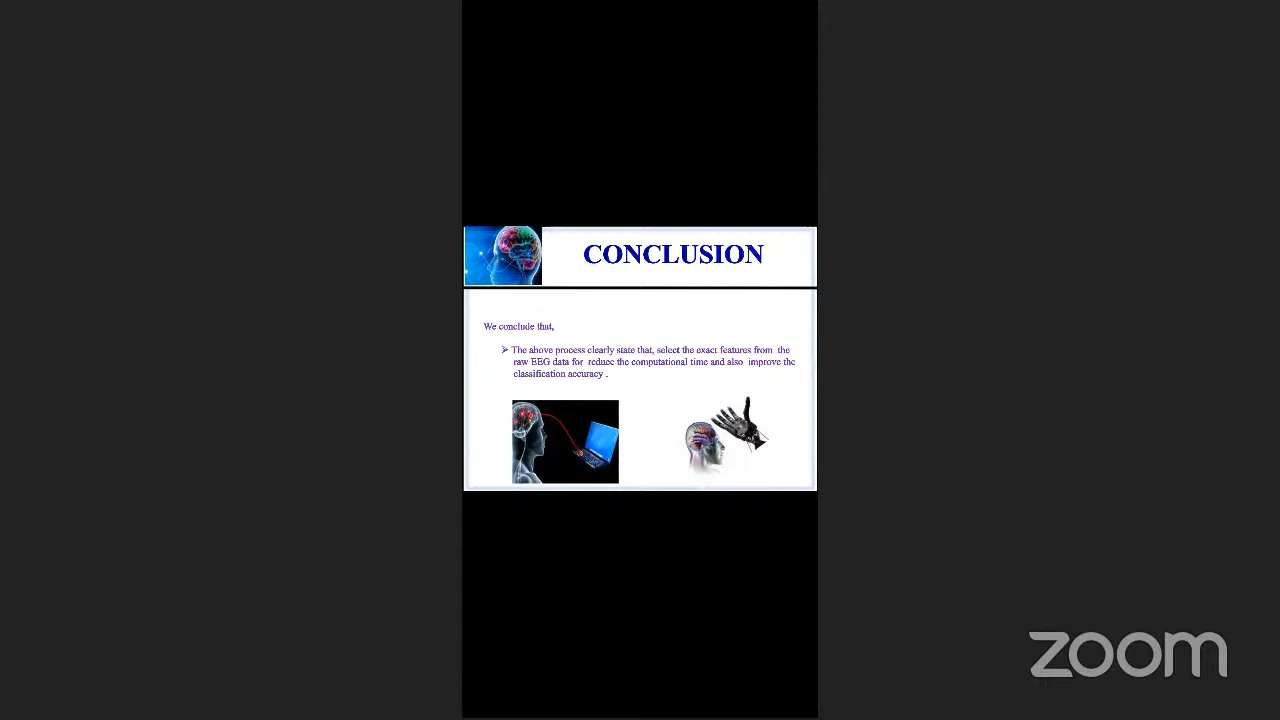 CONCLUSION
We conclude that,
➢ The above process clearly state that, select the exact features from the
raw EEG data for reduce the computational time and also improve the
classification accuracy .
zoom